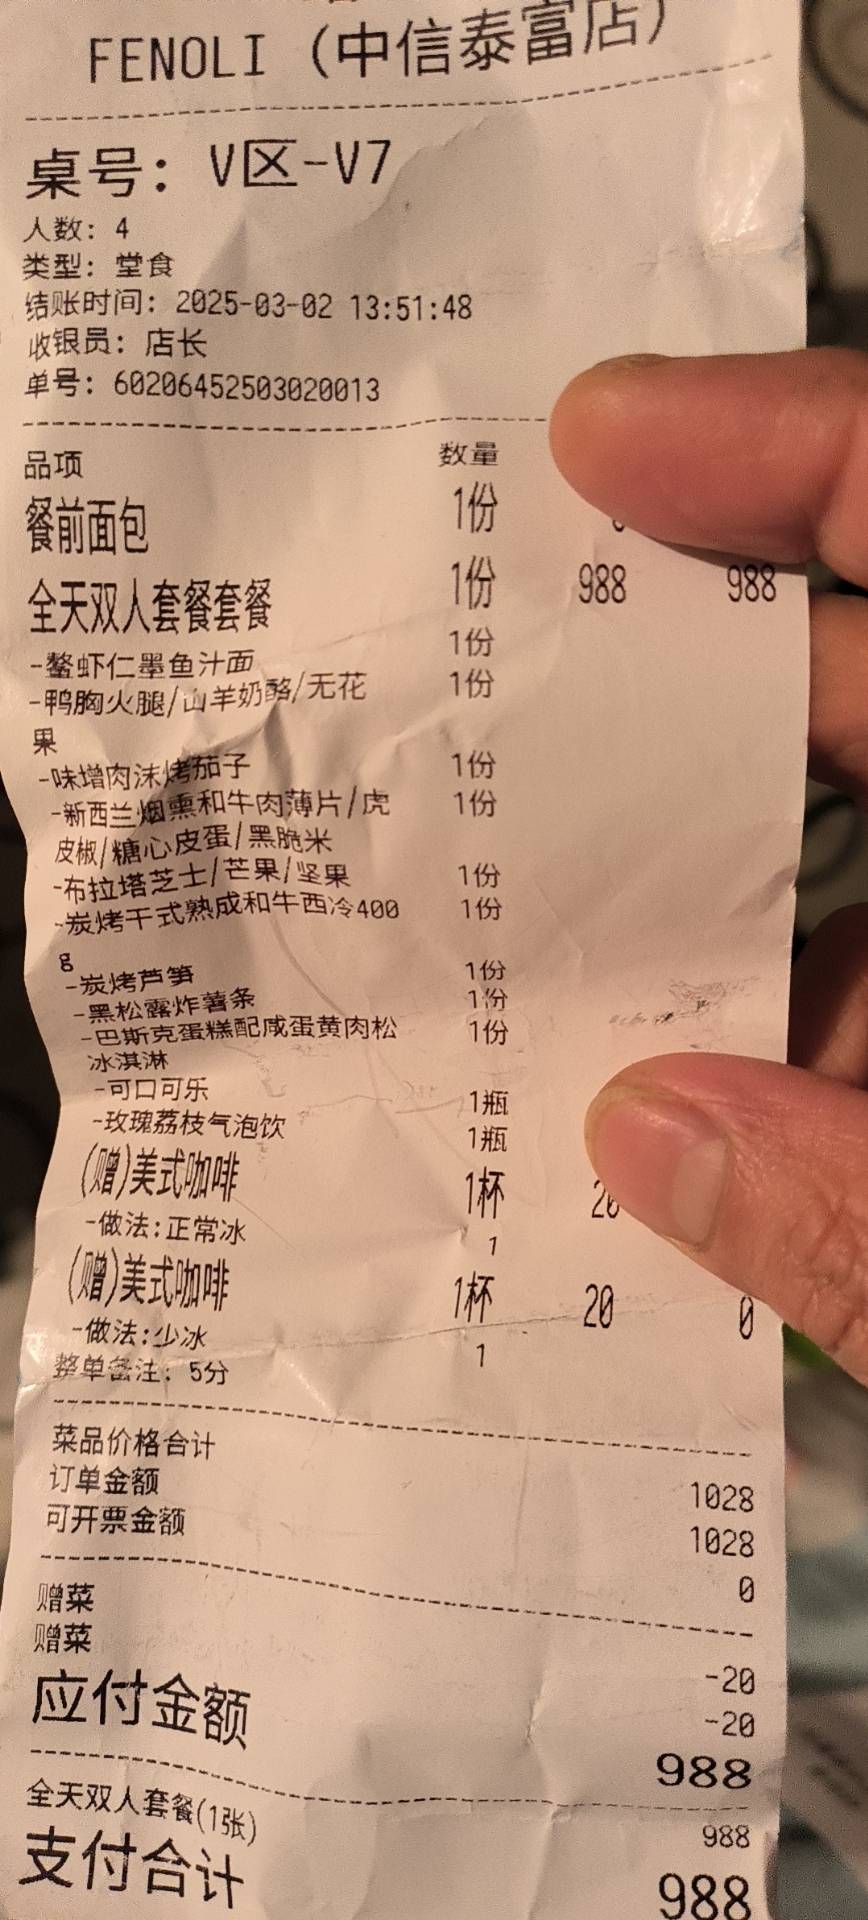 FENOLI (中信泰富店)
桌号: V区-V7
人数: 4
类型: 堂食
结账时间: 2025-03-02 13:51:48
收银员: 店长
单号: 60206452503020013
品项 数量
餐前面包 1份
全天双人套餐套餐 1份 988 988
-鳌虾仁墨鱼汁面 1份
-鸭胸火腿/山羊奶酪/无花 1份
果
-味增肉沫烤茄子 1份
-新西兰烟熏和牛肉薄片/虎 1份
皮椒/糖心皮蛋/黑脆米
-布拉塔芝士/芒果/坚果 1份
-炭烤干式熟成和牛西冷400 1份
g
-炭烤芦笋 1份
-黑松露炸薯条 1份
-巴斯克蛋糕配咸蛋黄肉松 1份
冰淇淋
-可口可乐 1瓶
-玫瑰荔枝气泡饮 1瓶
(赠)美式咖啡 1杯 20
-做法:正常冰 1
(赠)美式咖啡 1杯 20 0
-做法:少冰 1
整单备注: 5分
菜品价格合计 1028
订单金额 1028
可开票金额 0
赠菜 -20
赠菜 -20
应付金额 988
全天双人套餐(1张) 988
支付合计 988